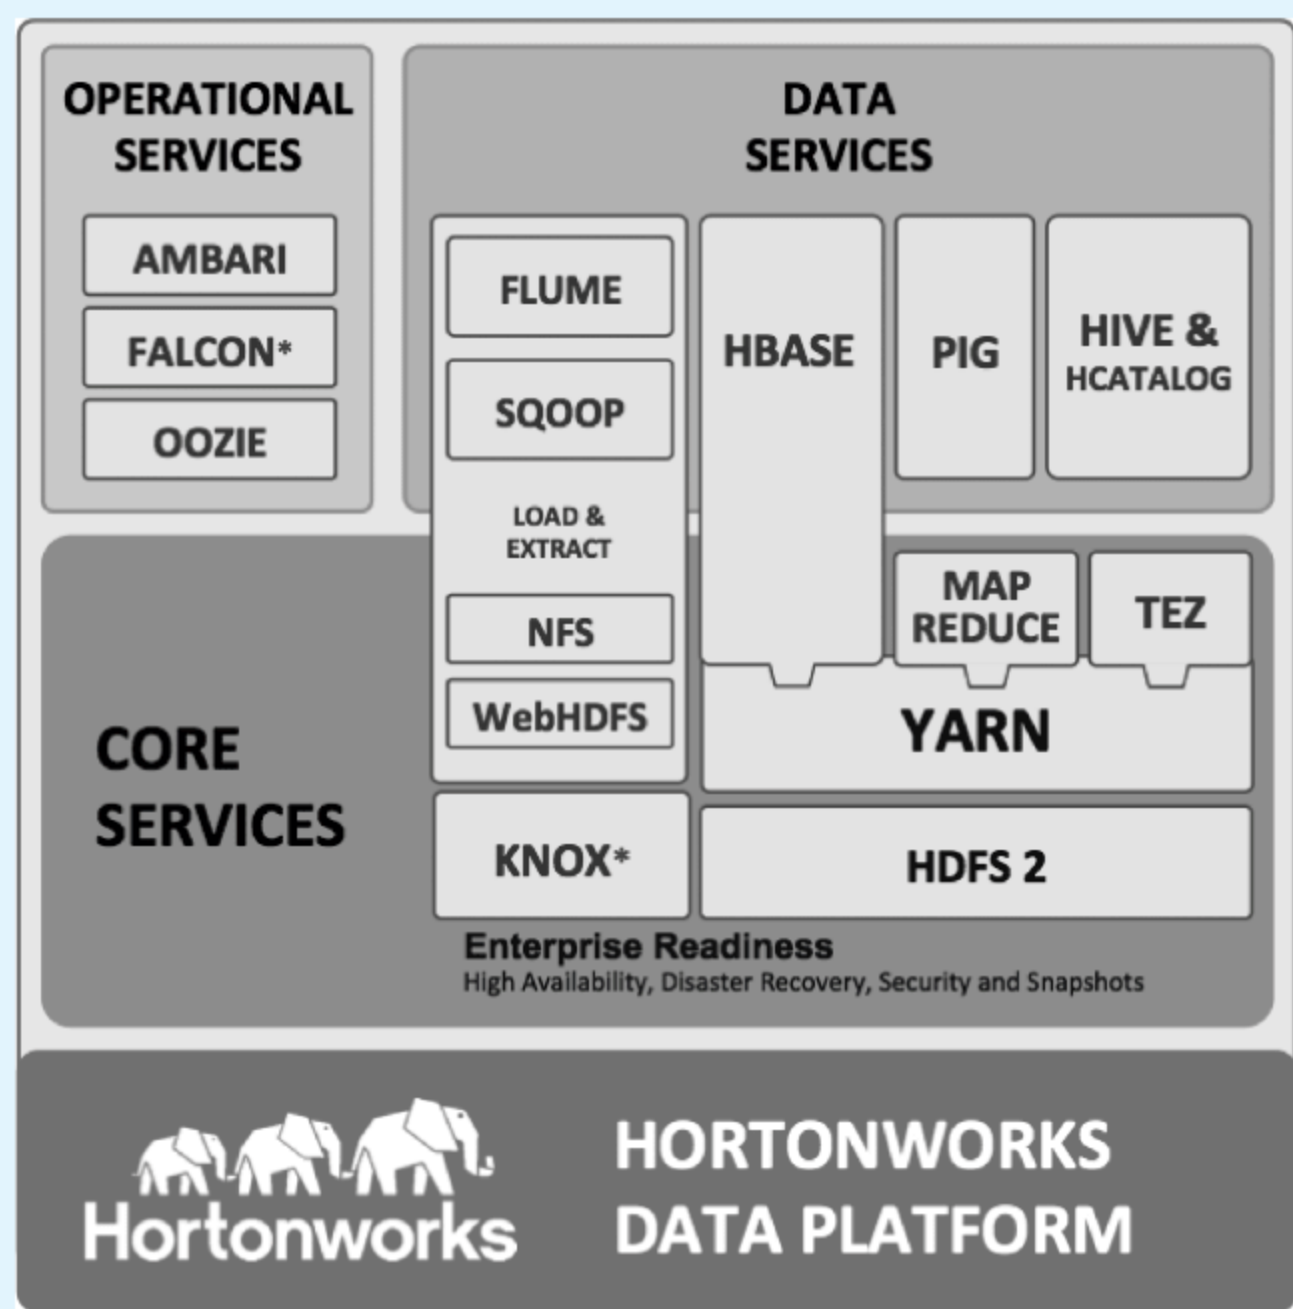 OPERATIONAL
SERVICES
AMBARI
FALCON*
OOZIE
DATA
SERVICES
FLUME
SQOOP
LOAD &
EXTRACT
NFS
WebHDFS
HBASE
PIG
HIVE &
HCATALOG
MAP
REDUCE
TEZ
YARN
CORE
SERVICES
KNOX*
HDFS 2
Enterprise Readiness
High Availability, Disaster Recovery, Security and Snapshots
Hortonworks
HORTONWORKS
DATA PLATFORM